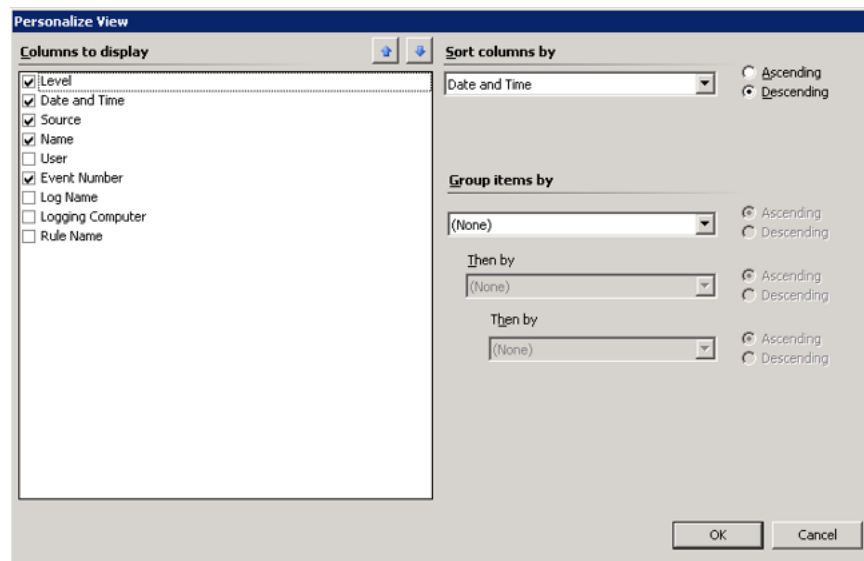 Personalize View
Columns to display
Level
Date and Time
Source
Name
User
Event Number
Log Name
Logging Computer
Rule Name
Sort columns by
Date and Time
Ascending
Descending
Group items by
(None)
Ascending
Descending
Then by
(None)
Ascending
Descending
Then by
(None)
Ascending
Descending
OK
Cancel